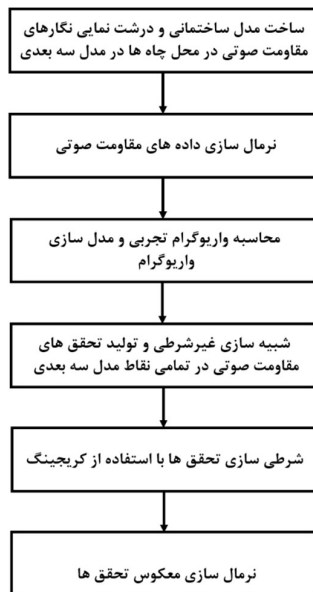 ساخت مدل ساختمانی و درشت نمایی نگارهای
مقاومت صوتی در محل چاه ها در مدل سه بعدی
نرمال سازی داده های مقاومت صوتی
محاسبه واریوگرام تجربی و مدل سازی
واریوگرام
شبیه سازی غیرشرطی و تولید تحقق های
مقاومت صوتی در تمامی نقاط مدل سه بعدی
شرطی سازی تحقق ها با استفاده از کریجینگ
نرمال سازی معکوس تحقق ها